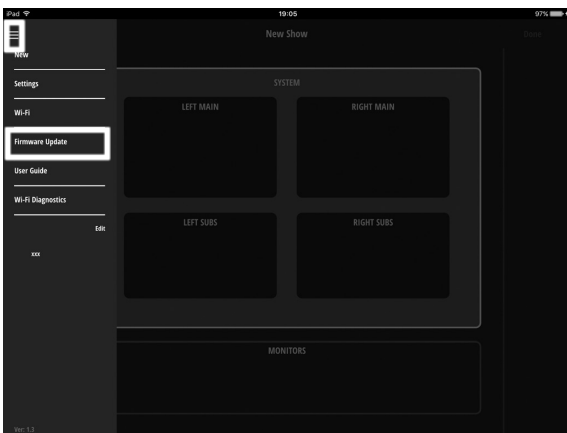 iPad 19:05 97%
New Show Done
New
Settings
Wi-Fi
Firmware Update
User Guide
Wi-Fi Diagnostics
Edit
xxx
SYSTEM
LEFT MAIN RIGHT MAIN
LEFT SUBS RIGHT SUBS
MONITORS
Ver: 1.3